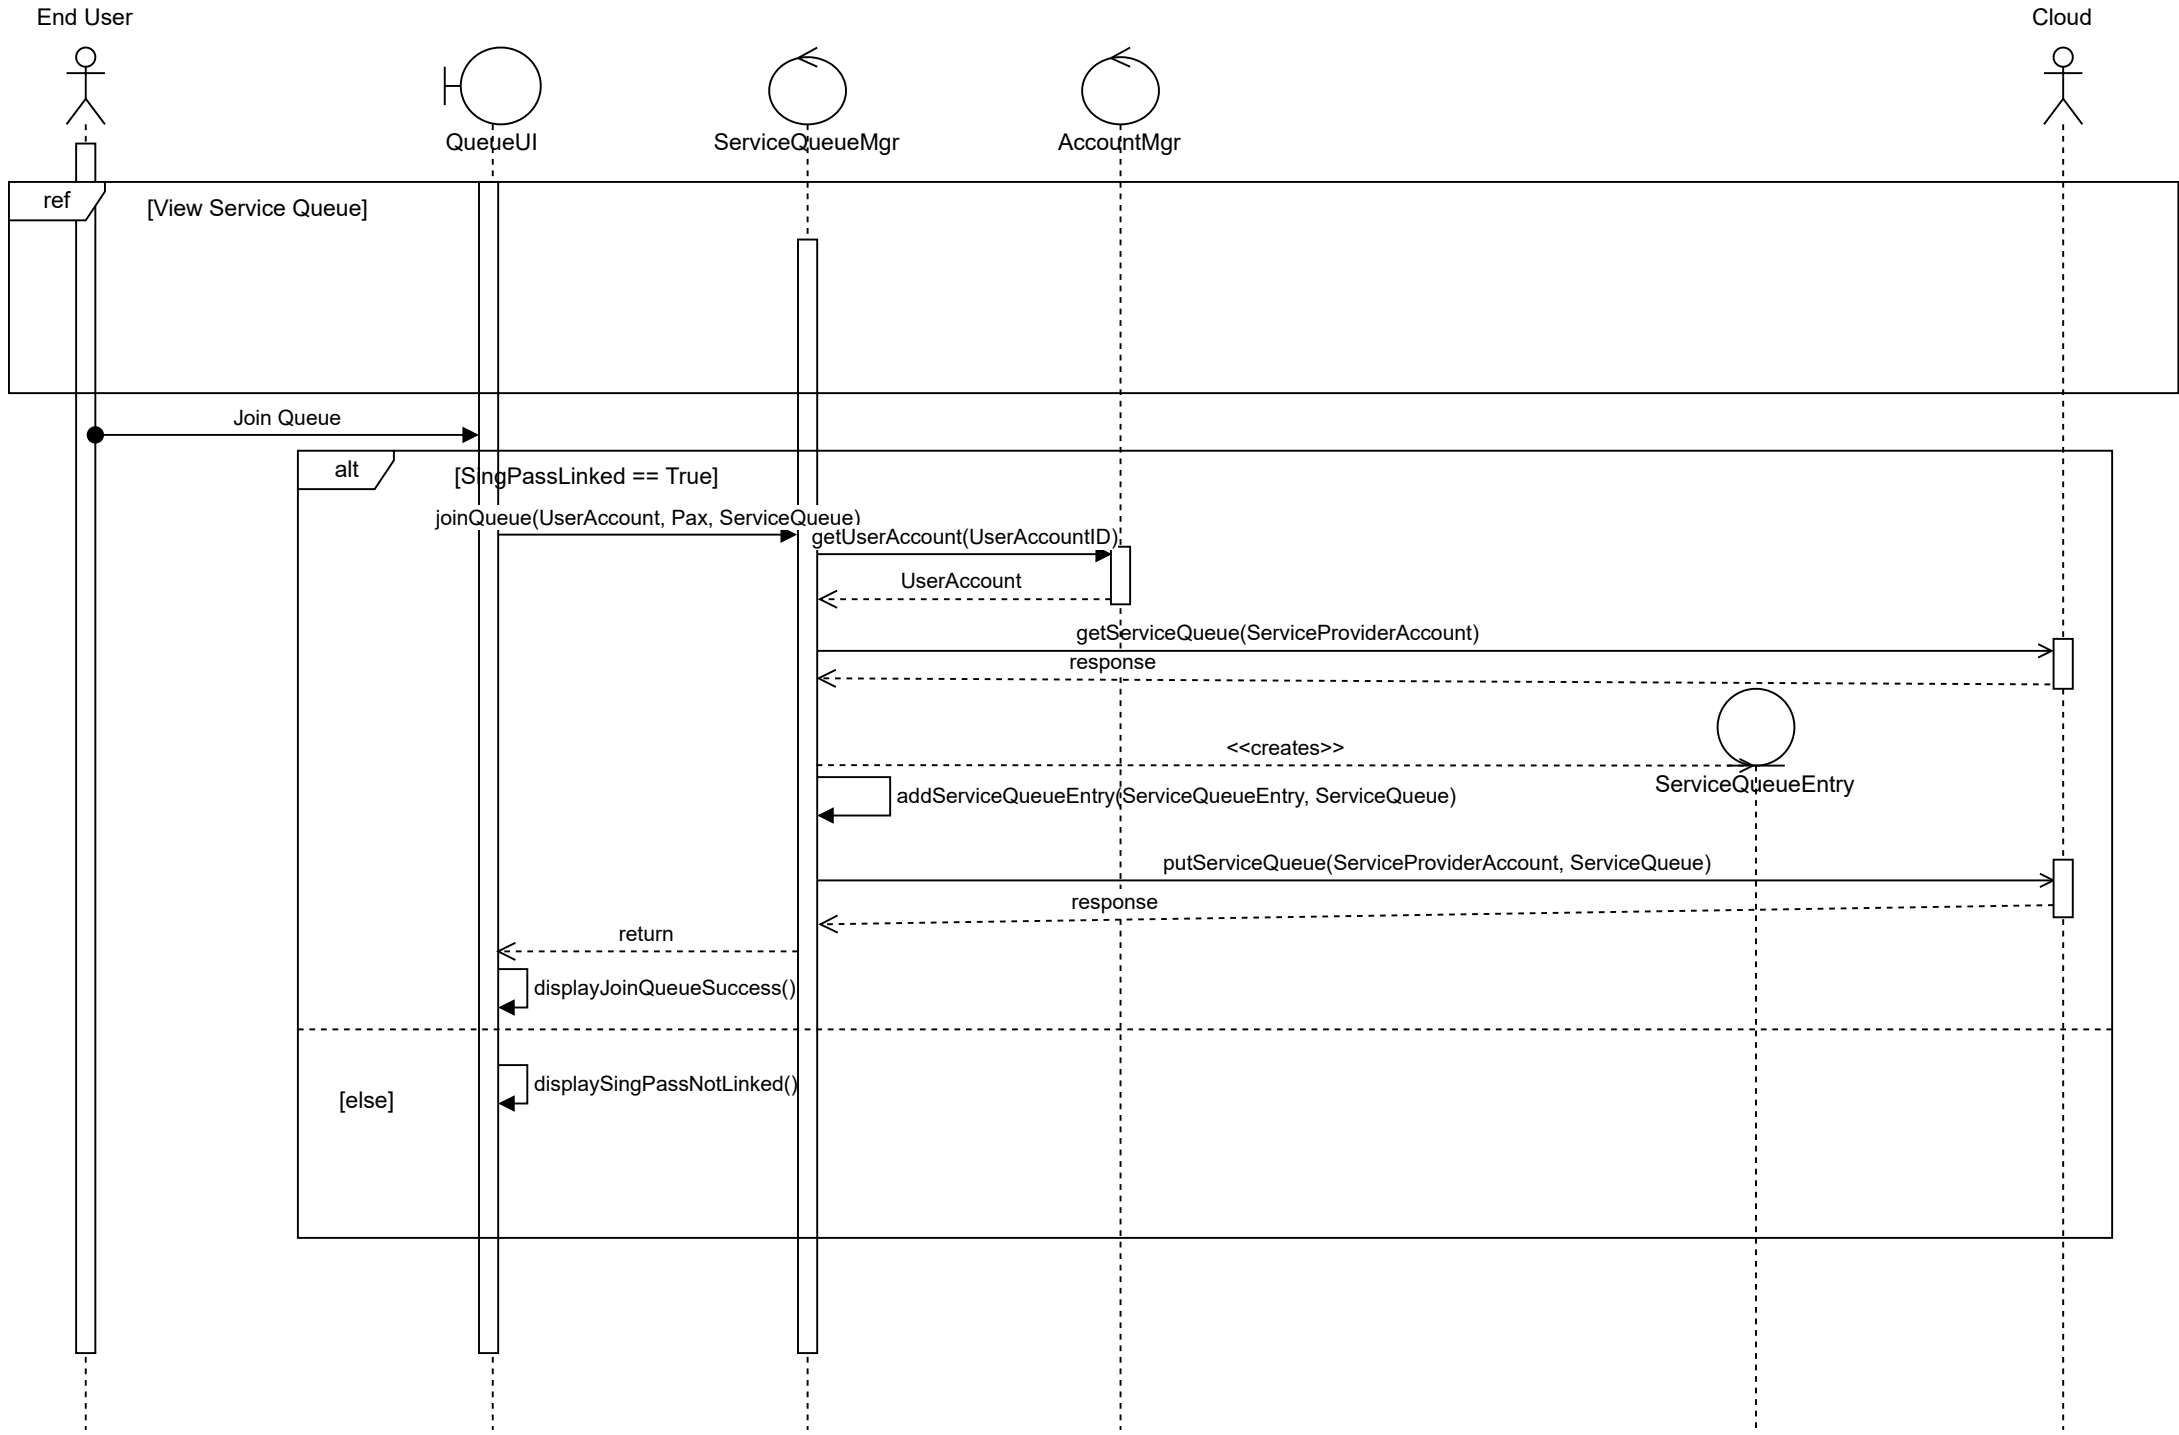 End User
Cloud
QueueUI
ServiceQueueMgr
AccountMgr
ref
[View Service Queue]
Join Queue
alt
[SingPassLinked == True]
joinQueue(UserAccount, Pax, ServiceQueue)
getUserAccount(UserAccountID)
UserAccount
getServiceQueue(ServiceProviderAccount)
response
<<creates>>
ServiceQueueEntry
addServiceQueueEntry(ServiceQueueEntry, ServiceQueue)
putServiceQueue(ServiceProviderAccount, ServiceQueue)
response
return
displayJoinQueueSuccess()
displaySingPassNotLinked()
[else]